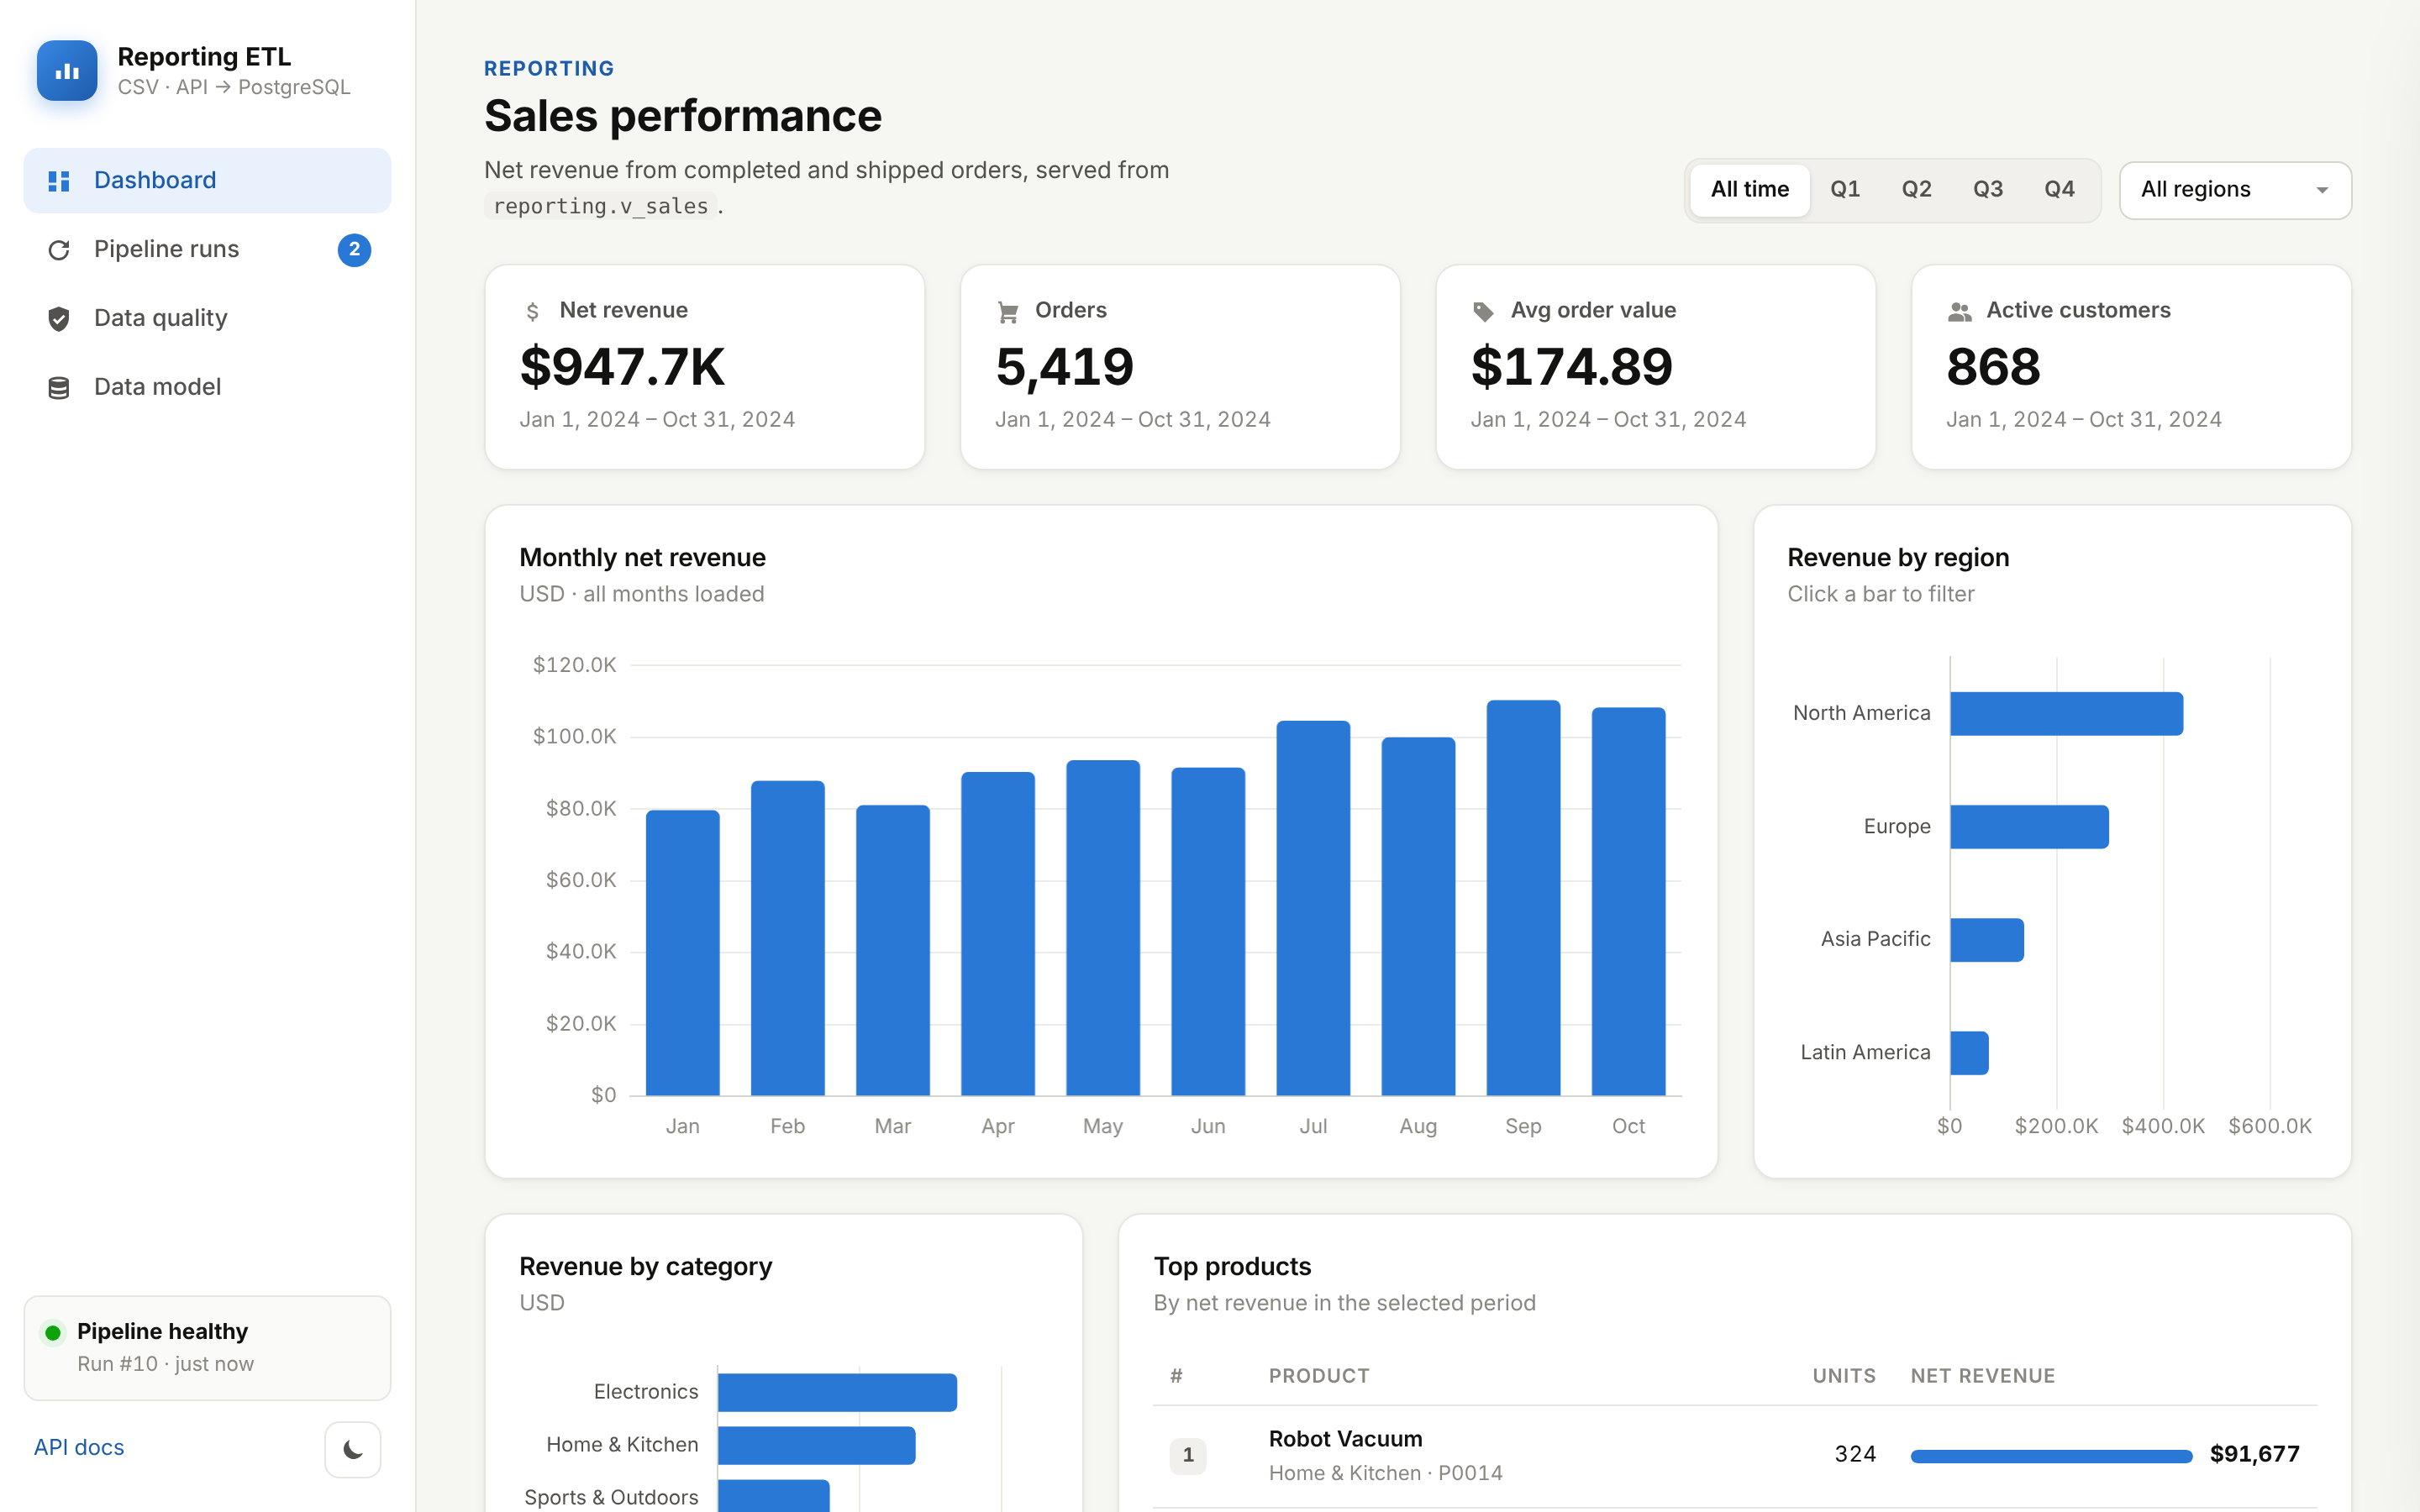 Reporting ETL
CSV · API → PostgreSQL
Dashboard
Pipeline runs 2
Data quality
Data model
Pipeline healthy
Run #10 · just now
API docs
REPORTING
Sales performance
Net revenue from completed and shipped orders, served from
reporting.v_sales.
All time Q1 Q2 Q3 Q4 All regions
$ Net revenue
$947.7K
Jan 1, 2024 – Oct 31, 2024
Orders
5,419
Jan 1, 2024 – Oct 31, 2024
Avg order value
$174.89
Jan 1, 2024 – Oct 31, 2024
Active customers
868
Jan 1, 2024 – Oct 31, 2024
Monthly net revenue
USD · all months loaded
$120.0K
$100.0K
$80.0K
$60.0K
$40.0K
$20.0K
$0
Jan Feb Mar Apr May Jun Jul Aug Sep Oct
Revenue by region
Click a bar to filter
North America
Europe
Asia Pacific
Latin America
$0 $200.0K $400.0K $600.0K
Revenue by category
USD
Electronics
Home & Kitchen
Sports & Outdoors
Top products
By net revenue in the selected period
# PRODUCT UNITS NET REVENUE
1 Robot Vacuum 324 $91,677
Home & Kitchen · P0014